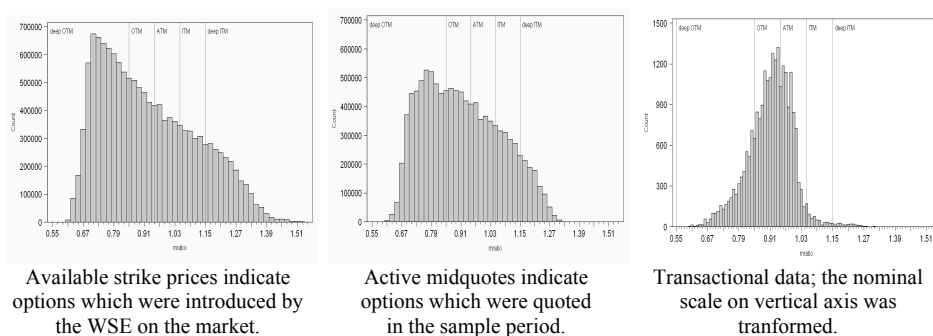 deep OTM OTM ATM ITM deep ITM
700000
600000
500000
400000
300000
200000
100000
0
Count
0.55 0.67 0.79 0.91 1.03 1.15 1.27 1.39 1.51
mratio
Available strike prices indicate
options which were introduced by
the WSE on the market.
deep OTM OTM ATM ITM deep ITM
700000
600000
500000
400000
300000
200000
100000
0
Count
0.55 0.67 0.79 0.91 1.03 1.15 1.27 1.39 1.51
mratio
Active midquotes indicate
options which were quoted
in the sample period.
deep OTM OTM ATM ITM deep ITM
1500
1200
900
600
300
0
Count
0.55 0.67 0.79 0.91 1.03 1.15 1.27 1.39 1.51
mratio
Transactional data; the nominal
scale on vertical axis was
tranformed.